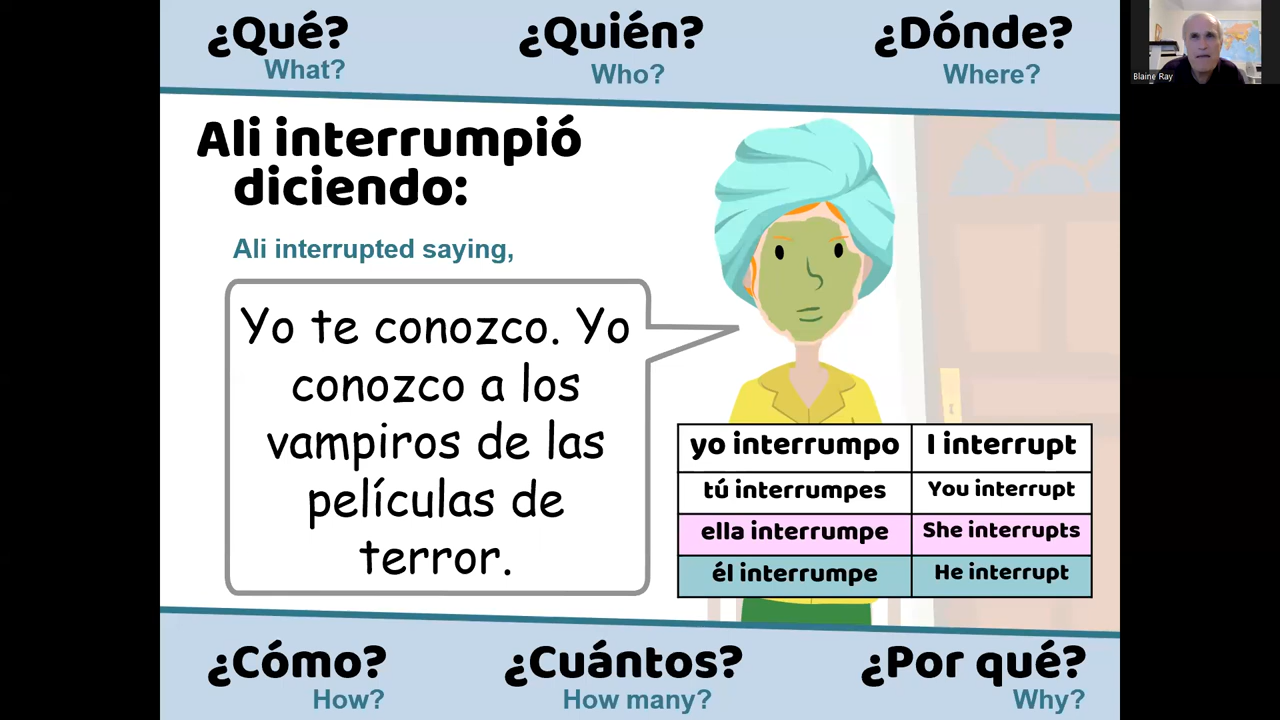 ¿Qué? ¿Quién? ¿Dónde?
What? Who? Where?
Blaine Ray
Ali interrumpió
diciendo:
Ali interrupted saying,
Yo te conozco. Yo
conozco a los
vampiros de las
películas de
terror.
yo interrumpo I interrupt
tú interrumpes You interrupt
ella interrumpe She interrupts
él interrumpe He interrupt
¿Cómo? ¿Cuántos? ¿Por qué?
How? How many? Why?